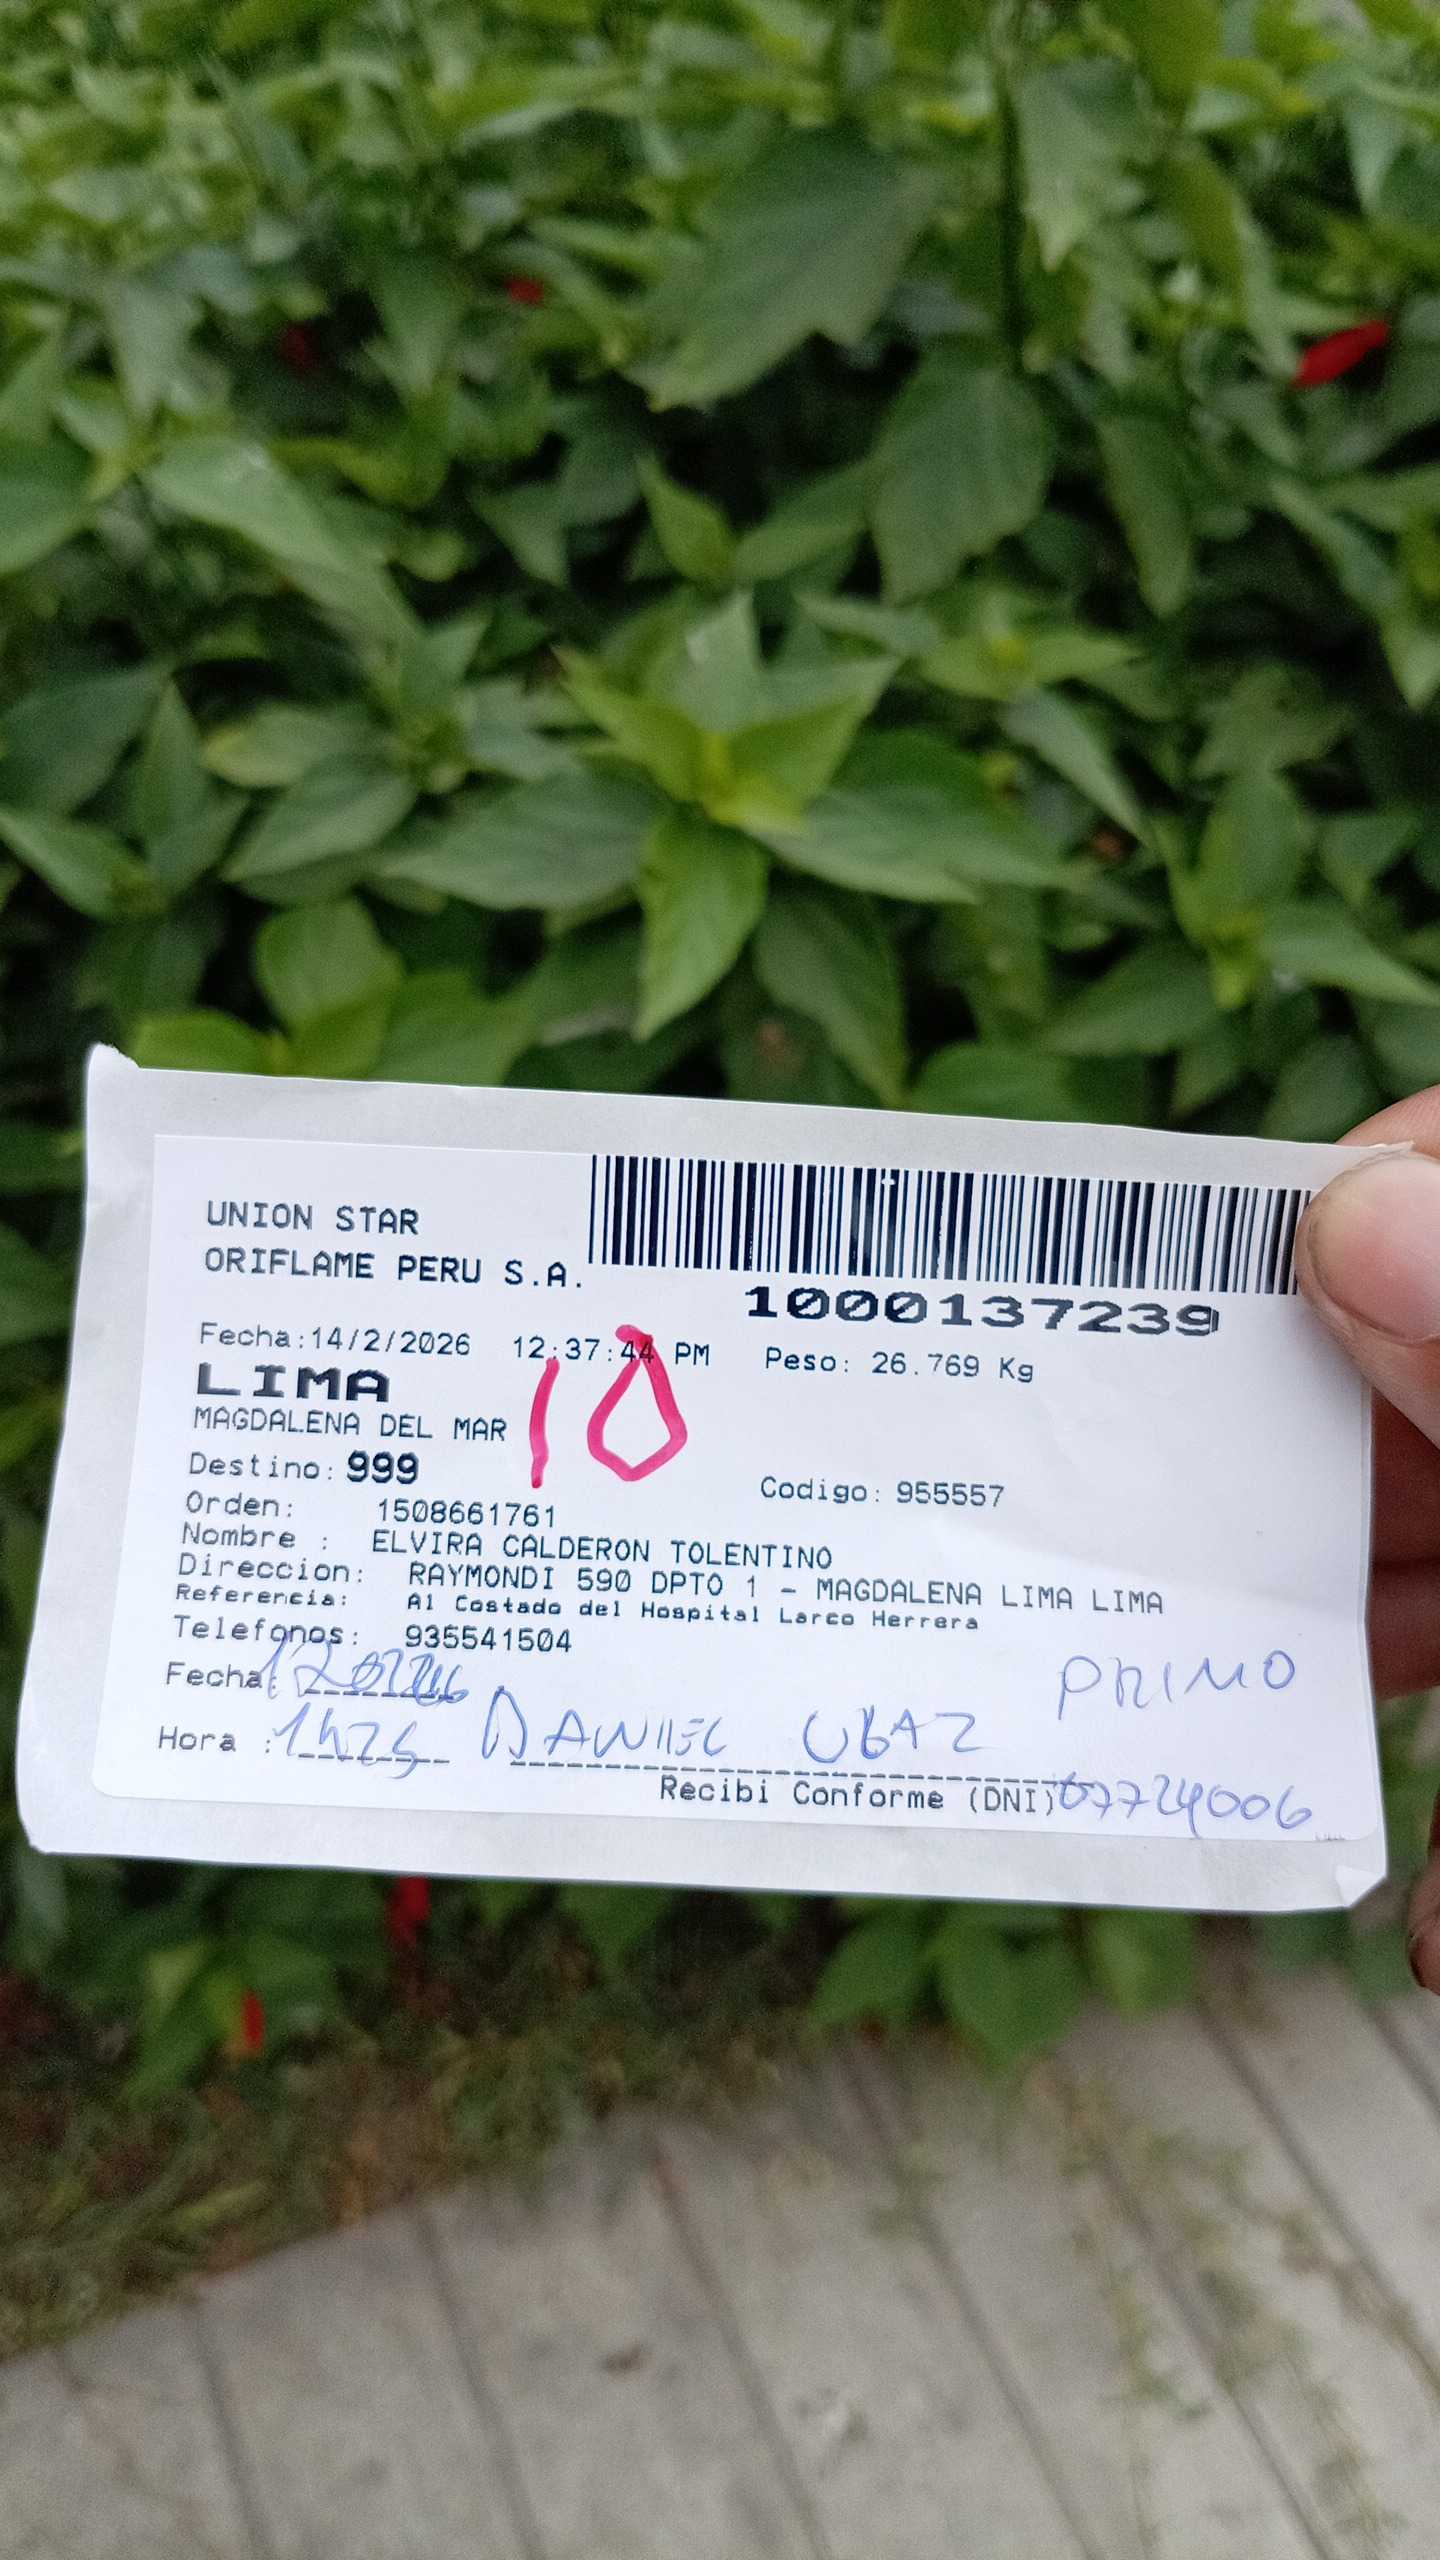 UNION STAR
ORIFLAME PERU S.A.
1000137239
Fecha:14/2/2026 12:37:44 PM Peso: 26.769 Kg
LIMA
MAGDALENA DEL MAR
10
Destino: 999
Codigo: 955557
Orden: 1508661761
Nombre : ELVIRA CALDERON TOLENTINO
Direccion: RAYMONDI 590 DPTO 1 - MAGDALENA LIMA LIMA
Referencia: Al Costado del Hospital Larco Herrera
Telefonos: 935541504
Fecha:
PRIMO
Hora : DANIEL
Recibi Conforme (DNI) 07724006